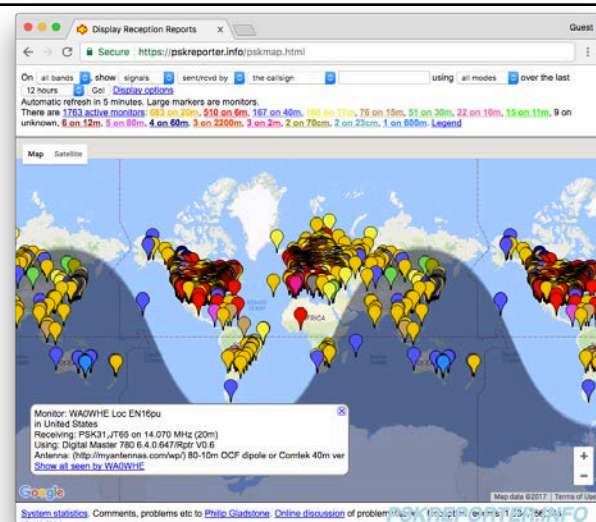 Display Reception Reports
Guest
Secure https://pskreporter.info/pskmap.html
On all bands , show signals sent/rcvd by the callsign using all modes over the last
12 hours Go! Display options
Automatic refresh in 5 minutes. Large markers are monitors.
There are 1763 active monitors: 663 on 20m, 510 on 6m, 167 on 40m, on 17m, 76 on 15m, 51 on 30m, 22 on 10m, 15 on 11m, 9 on
unknown, 6 on 12m, 5 on 80m, 4 on 60m, 3 on 2200m, 3 on 2m, 2 on 70cm, 2 on 23cm, 1 on 600m. Legend
Map Satellite
AFRICA
Monitor: WA0WHE Loc EN16pu
in United States
Receiving: PSK31,JT65 on 14.070 MHz (20m)
Using: Digital Master 780 6.4.0.647/Rptr V0.6
Antenna: (http://myantennas.com/wp/) 80-10m OCF dipole or Comtek 40m ver
Show all seen by WA0WHE
Google
Map data ©2017 Terms of Use
System statistics. Comments, problems etc to Philip Gladstone. Online discussion of